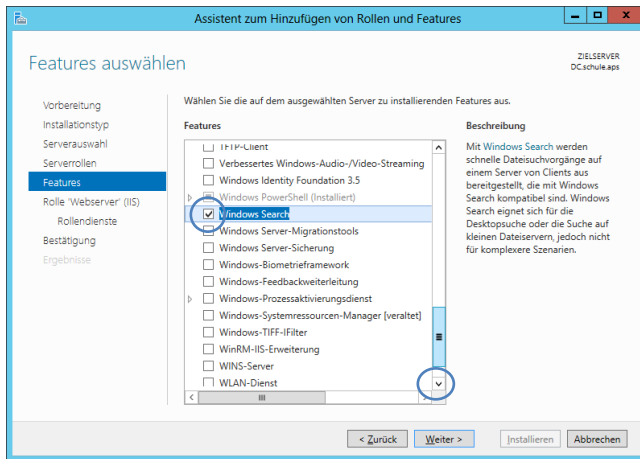 Assistent zum Hinzufügen von Rollen und Features
Features auswählen
ZIELSERVER
DC.schule.aps
Vorbereitung
Installationstyp
Serverauswahl
Serverrollen
Features
Rolle "Webserver" (IIS)
Rollendienste
Bestätigung
Ergebnisse
Wählen Sie die auf dem ausgewählten Server zu installierenden Features aus.
Features
TFTP-Client
Verbessertes Windows-Audio-/Video-Streaming
Windows Identity Foundation 3.5
Windows PowerShell (Installiert)
Windows Search
Windows Server-Migrationstools
Windows Server-Sicherung
Windows-Biometrieframework
Windows-Feedbackweiterleitung
Windows-Prozessaktivierungsdienst
Windows-Systemressourcen-Manager [veraltet]
Windows-TIFF-IFilter
WinRM-IIS-Erweiterung
WINS-Server
WLAN-Dienst
Beschreibung
Mit Windows Search werden
schnelle Dateisuchvorgänge auf
einem Server von Clients aus
bereitgestellt, die mit Windows
Search kompatibel sind. Windows
Search eignet sich für die
Desktopsuche oder die Suche auf
kleinen Dateiservern, jedoch nicht
für komplexere Szenarien.
< Zurück
Weiter >
Installieren
Abbrechen